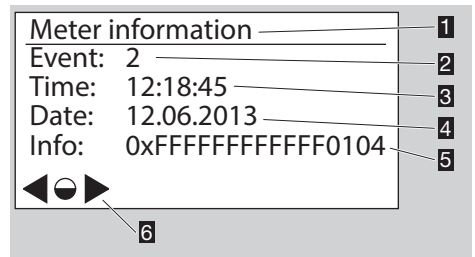 Meter information 1
Event: 2 2
Time: 12:18:45 3
Date: 12.06.2013 4
Info: 0xFFFFFFFFFFFF0104 5
6